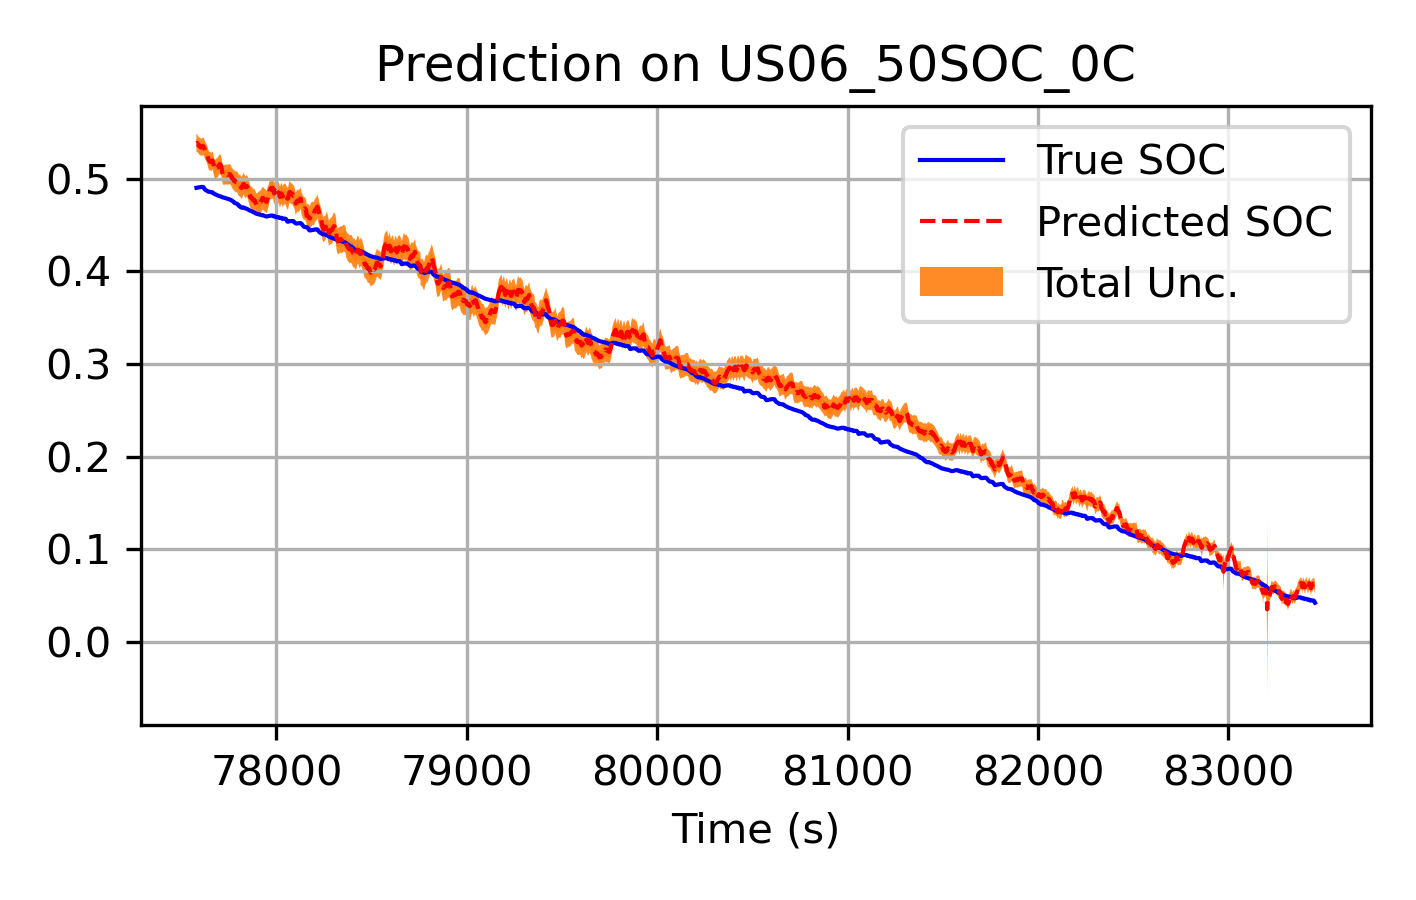 Prediction on US06_50SOC_0C
True SOC
Predicted SOC
Total Unc.
0.5
0.4
0.3
0.2
0.1
0.0
78000 79000 80000 81000 82000 83000
Time (s)